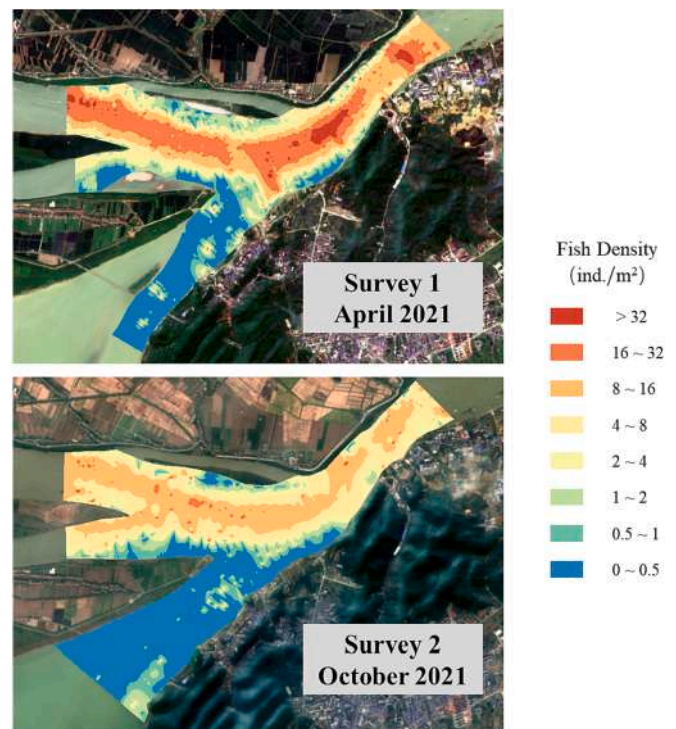 Survey 1
April 2021
Survey 2
October 2021
Fish Density
(ind./m²)
> 32
16 ~ 32
8 ~ 16
4 ~ 8
2 ~ 4
1 ~ 2
0.5 ~ 1
0 ~ 0.5